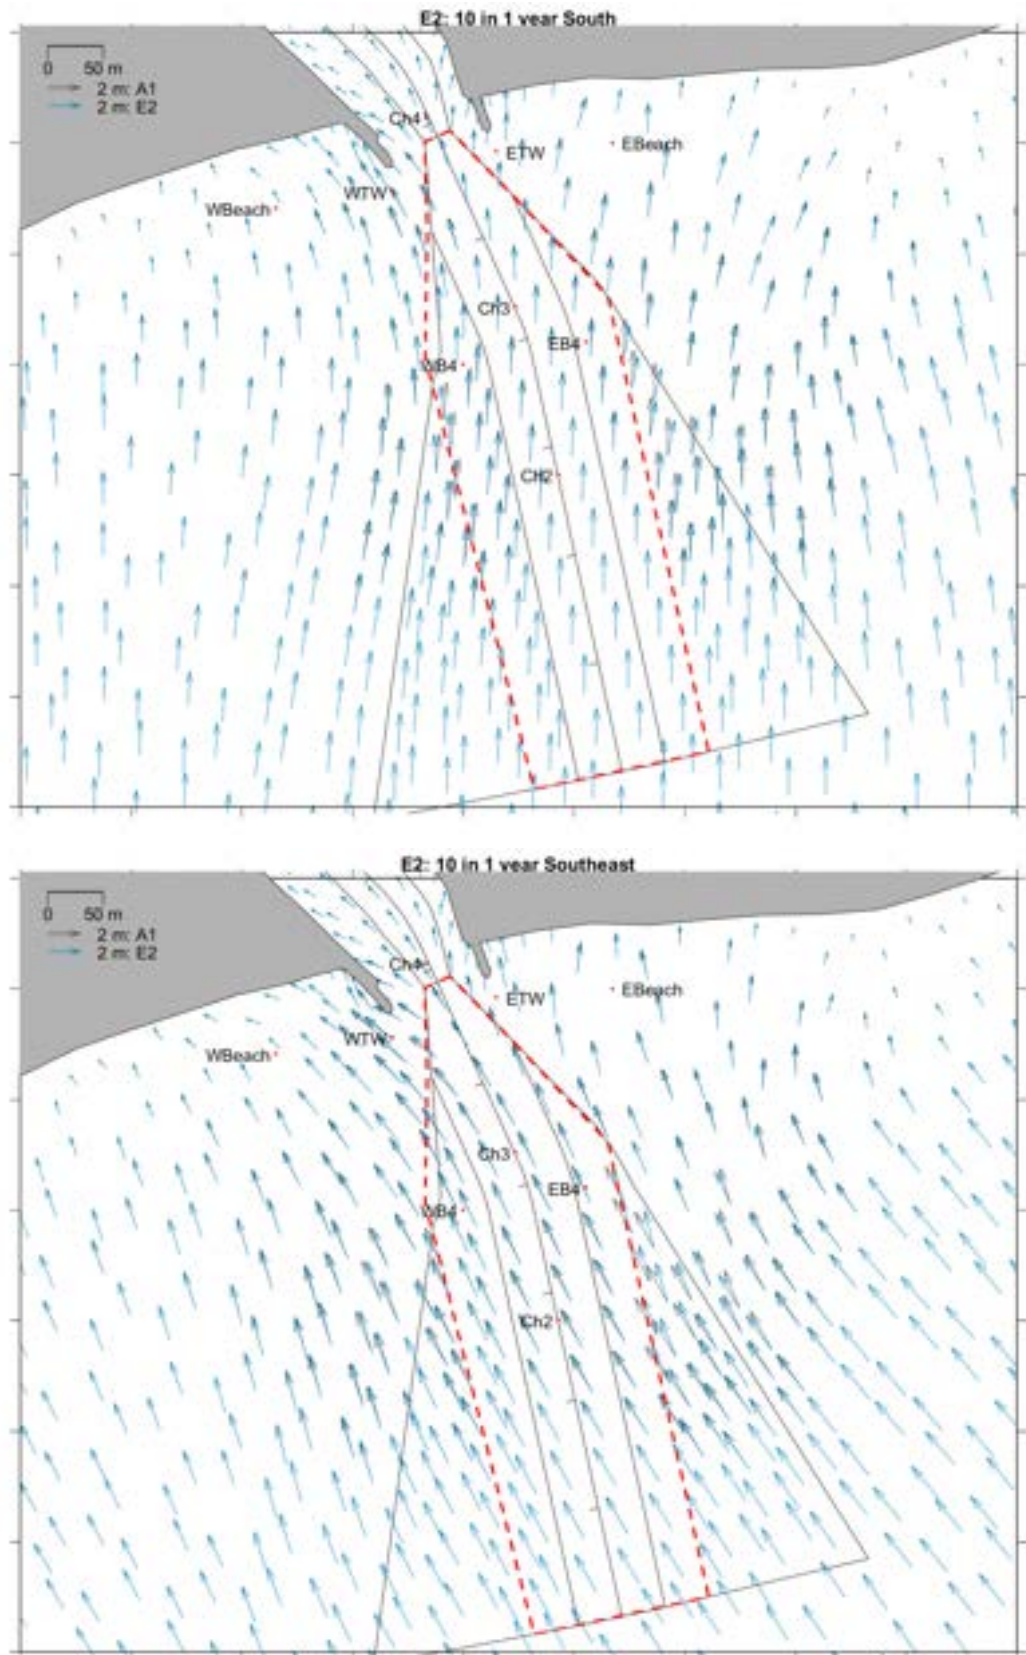 E2: 10 in 1 year South
0 50 m
2 m: A1
2 m: E2
Ch4
ETW
EBeach
WTW
WBeach
Ch3
EB4
WB4
CH2
E2: 10 in 1 year Southeast
0 50 m
2 m: A1
2 m: E2
Ch4
ETW
EBeach
WTW
WBeach
Ch3
EB4
WB4
Ch2